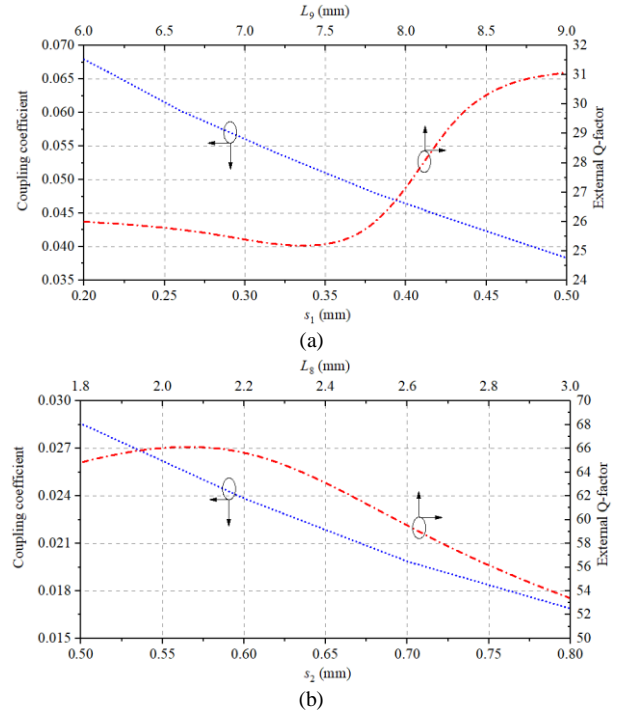 L9 (mm)
6.0 6.5 7.0 7.5 8.0 8.5 9.0
0.070 32
0.065 31
0.060 30
0.055 29
0.050 28
0.045 27
0.040 26
0.035 25
24
Coupling coefficient
External Q-factor
0.20 0.25 0.30 0.35 0.40 0.45 0.50
s1 (mm)
(a)
L8 (mm)
1.8 2.0 2.2 2.4 2.6 2.8 3.0
0.030 70
0.027 68
0.024 66
0.021 64
0.018 62
0.015 60
58
56
54
52
50
Coupling coefficient
External Q-factor
0.50 0.55 0.60 0.65 0.70 0.75 0.80
s2 (mm)
(b)